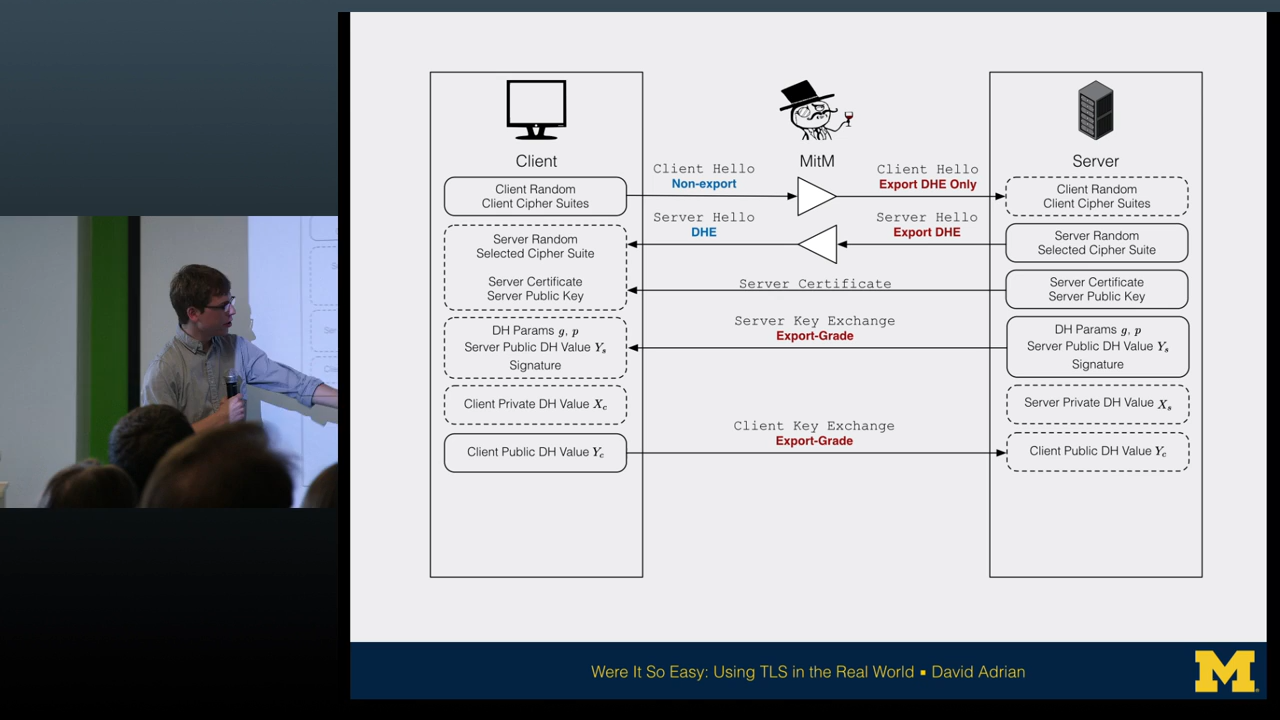 Client
MitM
Server
Client Hello
Non-export
Client Hello
Export DHE Only
Client Random
Client Cipher Suites
Client Random
Client Cipher Suites
Server Hello
DHE
Server Hello
Export DHE
Server Random
Selected Cipher Suite
Server Random
Selected Cipher Suite
Server Certificate
Server Public Key
Server Certificate
Server Certificate
Server Public Key
Server Key Exchange
Export-Grade
DH Params g, p
Server Public DH Value Yₛ
Signature
DH Params g, p
Server Public DH Value Yₛ
Signature
Client Private DH Value X_c
Server Private DH Value Xₛ
Client Key Exchange
Export-Grade
Client Public DH Value Y_c
Client Public DH Value Y_c
Were It So Easy: Using TLS in the Real World ▪ David Adrian
M